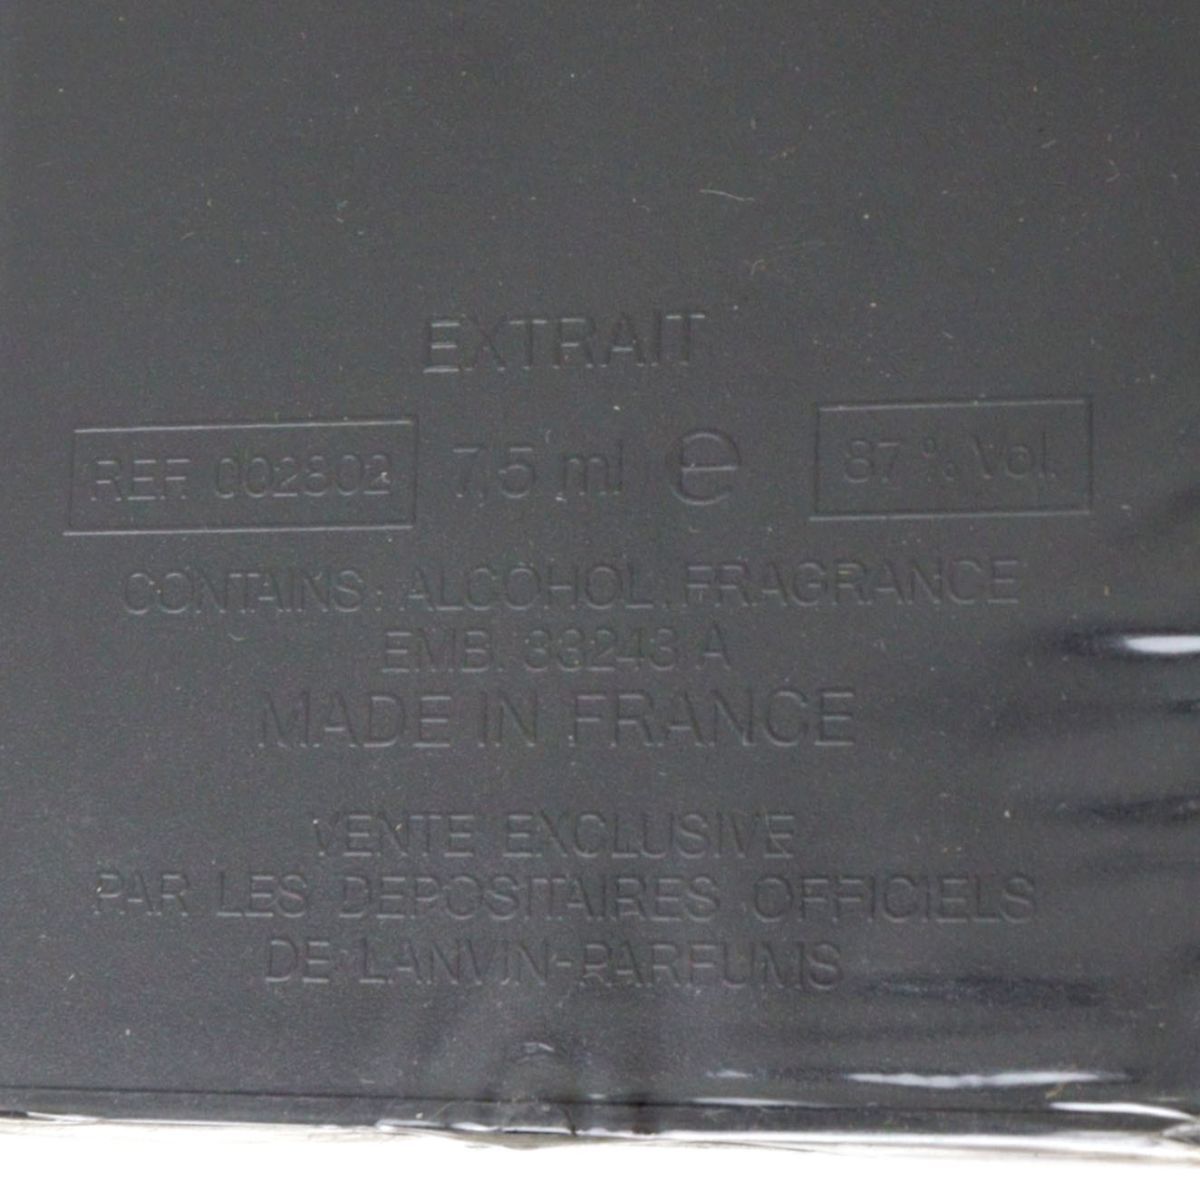 EXTRAIT
REF. 002802 7,5 ml e 87 % Vol.
CONTAINS : ALCOHOL, FRAGRANCE
EMB. 33243 A
MADE IN FRANCE
VENTE EXCLUSIVE
PAR LES DEPOSITAIRES OFFICIELS
DE LANVIN-PARFUMS